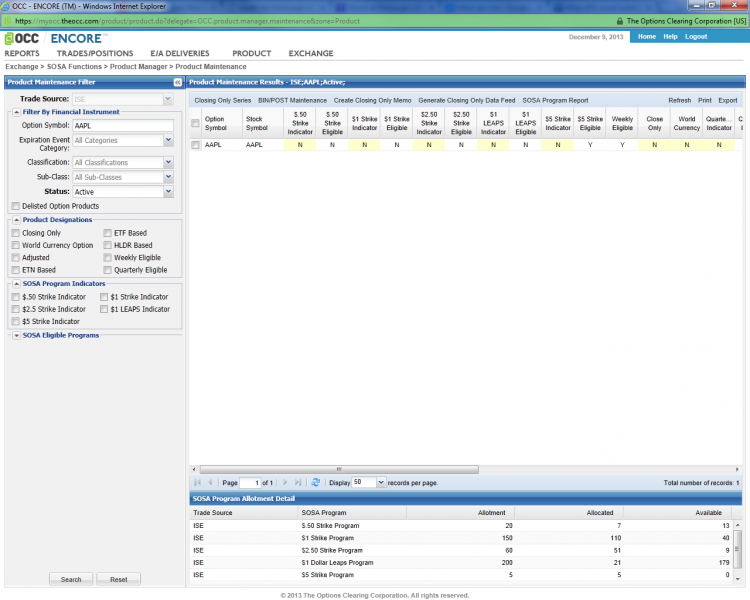 OCC - ENCORE (TM) - Windows Internet Explorer
https://myocc.theocc.com/product/product.do?delegate=OCC.product.manager.maintenance&zone=Product The Options Clearing Corporation [US]
OCC ENCORE™ December 9, 2013 Home Help Logout
REPORTS TRADES/POSITIONS E/A DELIVERIES PRODUCT EXCHANGE
Exchange > SOSA Functions > Product Manager > Product Maintenance
Product Maintenance Filter
Trade Source: ISE
Filter By Financial Instrument
Option Symbol: AAPL
Expiration Event Category: All Categories
Classification: All Classifications
Sub-Class: All Sub-Classes
Status: Active
Delisted Option Products
Product Designations
Closing Only ETF Based
World Currency Option HLDR Based
Adjusted Weekly Eligible
ETN Based Quarterly Eligible
SOSA Program Indicators
$.50 Strike Indicator $1 Strike Indicator
$2.5 Strike Indicator $1 LEAPS Indicator
$5 Strike Indicator
SOSA Eligible Programs
Search Reset
Product Maintenance Results - ISE;AAPL;Active;
Closing Only Series BIN/POST Maintenance Create Closing Only Memo Generate Closing Only Data Feed SOSA Program Report Refresh Print Export
Option Symbol Stock Symbol $.50 Strike Indicator $.50 Strike Eligible $1 Strike Indicator $1 Strike Eligible $2.50 Strike Indicator $2.50 Strike Eligible $1 LEAPS Indicator $1 LEAPS Eligible $5 Strike Indicator $5 Strike Eligible Weekly Eligible Close Only World Currency Quarte... Indicator
AAPL AAPL N N N N N N N N N Y Y N N N
Page 1 of 1 Display 50 records per page. Total number of records: 1
SOSA Program Allotment Detail
Trade Source SOSA Program Allotment Allocated Available
ISE $.50 Strike Program 20 7 13
ISE $1 Strike Program 150 110 40
ISE $2.50 Strike Program 60 51 9
ISE $1 Dollar Leaps Program 200 21 179
ISE $5 Strike Program 5 5 0
© 2013 The Options Clearing Corporation. All rights reserved.